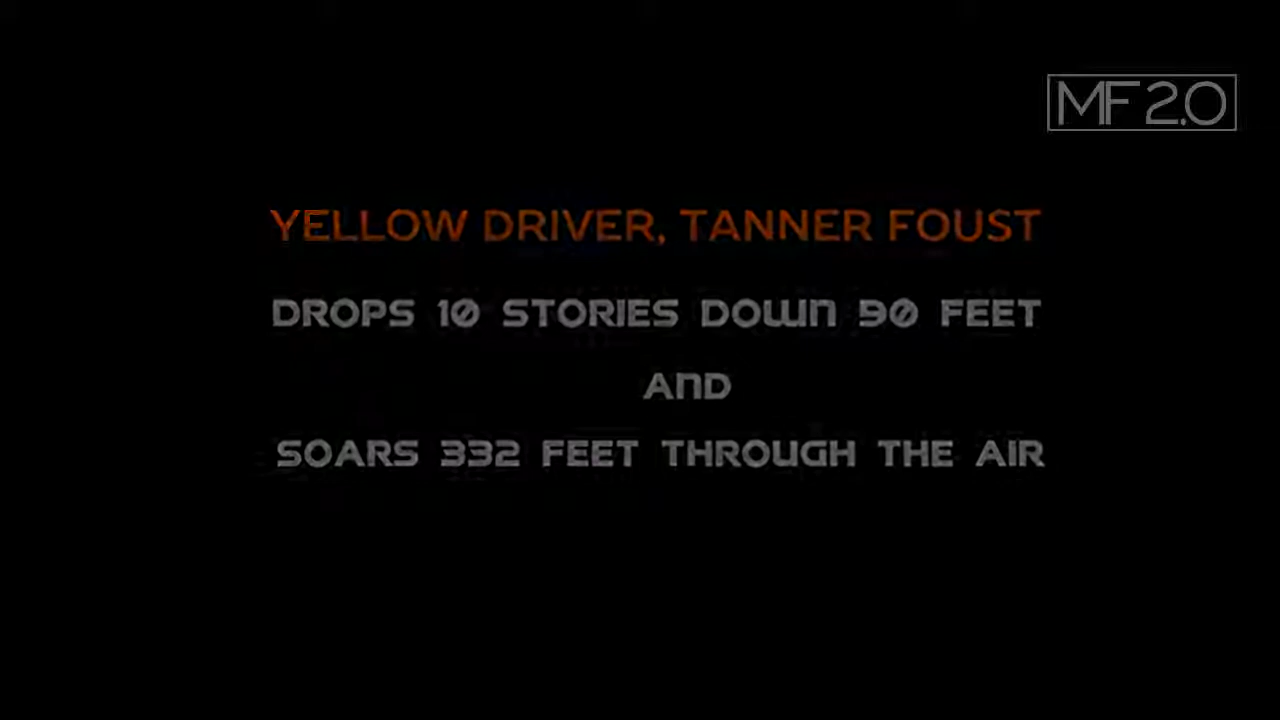 MF 2.0
YELLOW DRIVER, TANNER FOUST
DROPS 10 STORIES DOWN 90 FEET
AND
SOARS 332 FEET THROUGH THE AIR